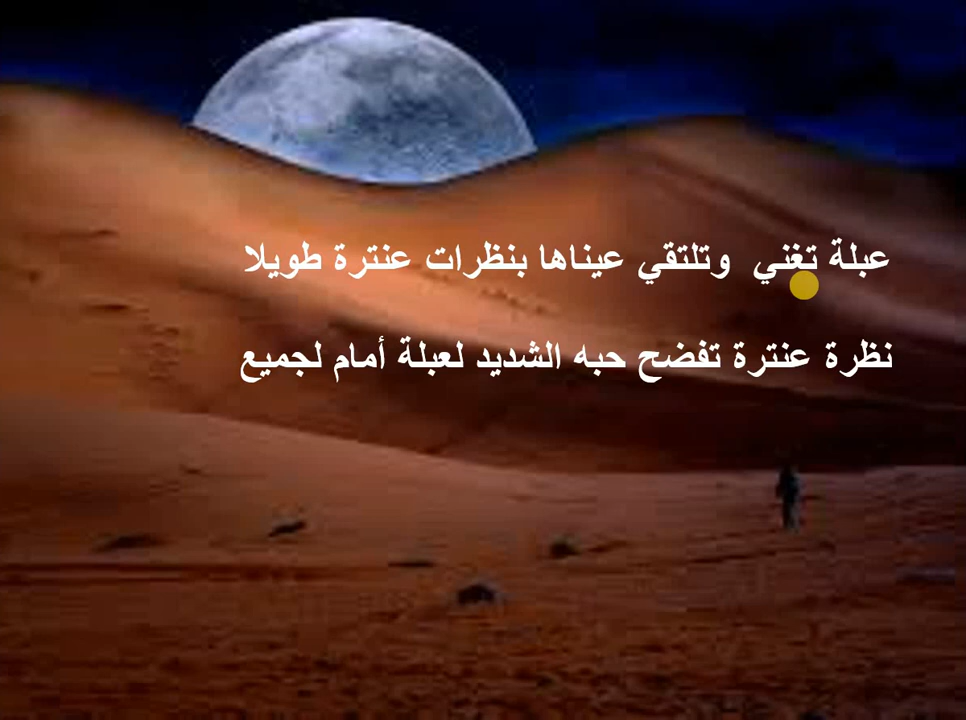 عبلة تغني وتلتقي عيناها بنظرات عنترة طويلا
نظرة عنترة تفضح حبه الشديد لعبلة أمام لجميع